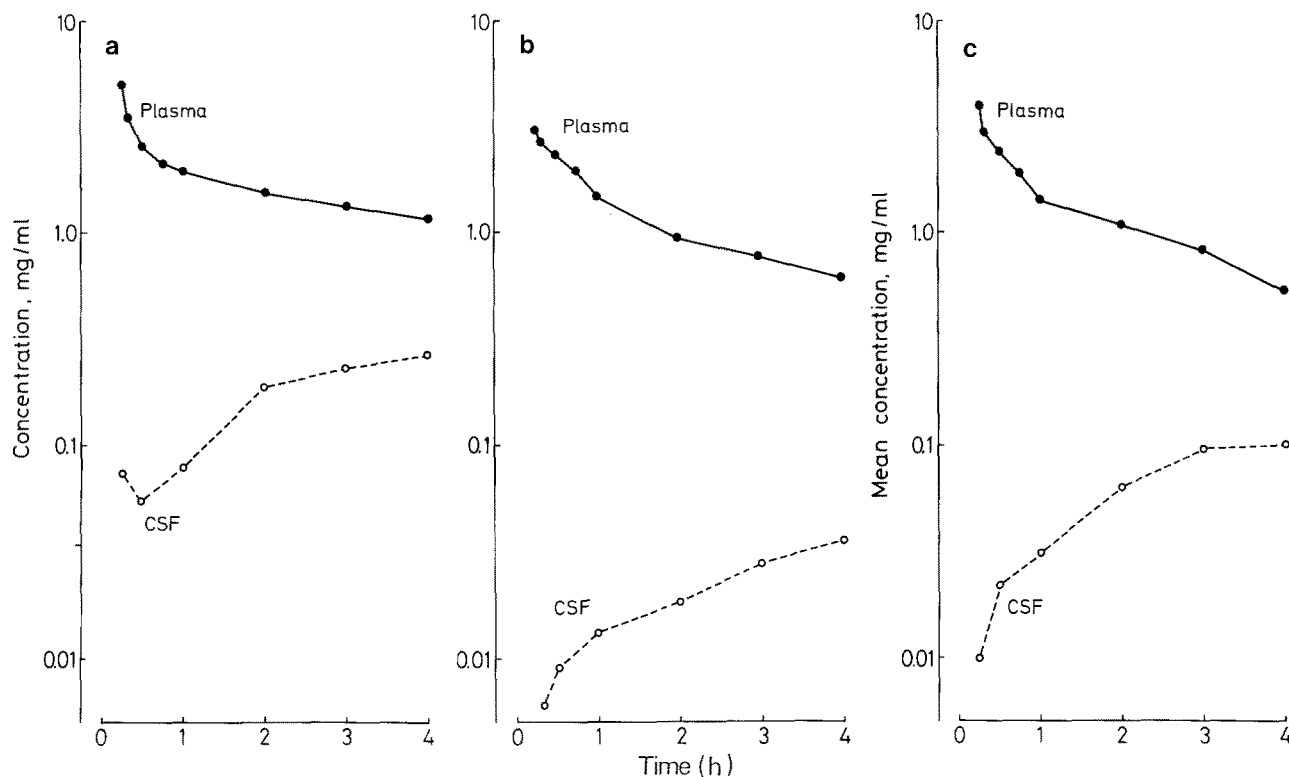 a
10
1.0
0.1
0.01
Concentration, mg/ml
Plasma
CSF
0 1 2 3 4
b
10
1.0
0.1
0.01
Plasma
CSF
0 1 2 3 4
Time (h)
c
10
1.0
0.1
0.01
Mean concentration, mg/ml
Plasma
CSF
0 1 2 3 4